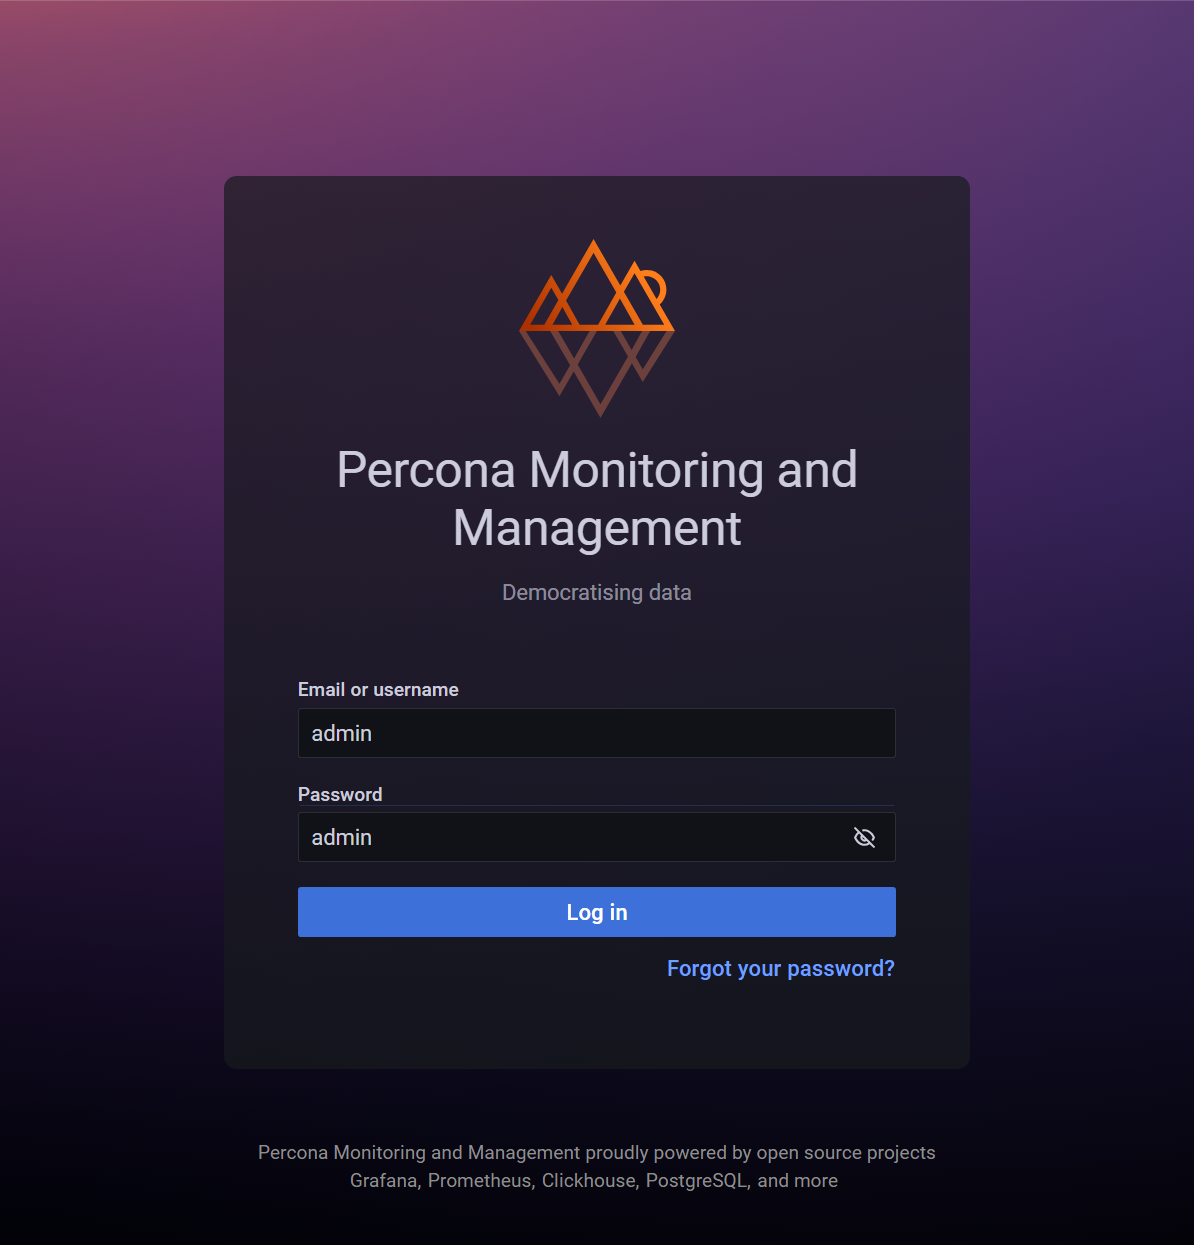 Percona Monitoring and
Management
Democratising data
Email or username
admin
Password
admin
Log in
Forgot your password?
Percona Monitoring and Management proudly powered by open source projects
Grafana, Prometheus, Clickhouse, PostgreSQL, and more